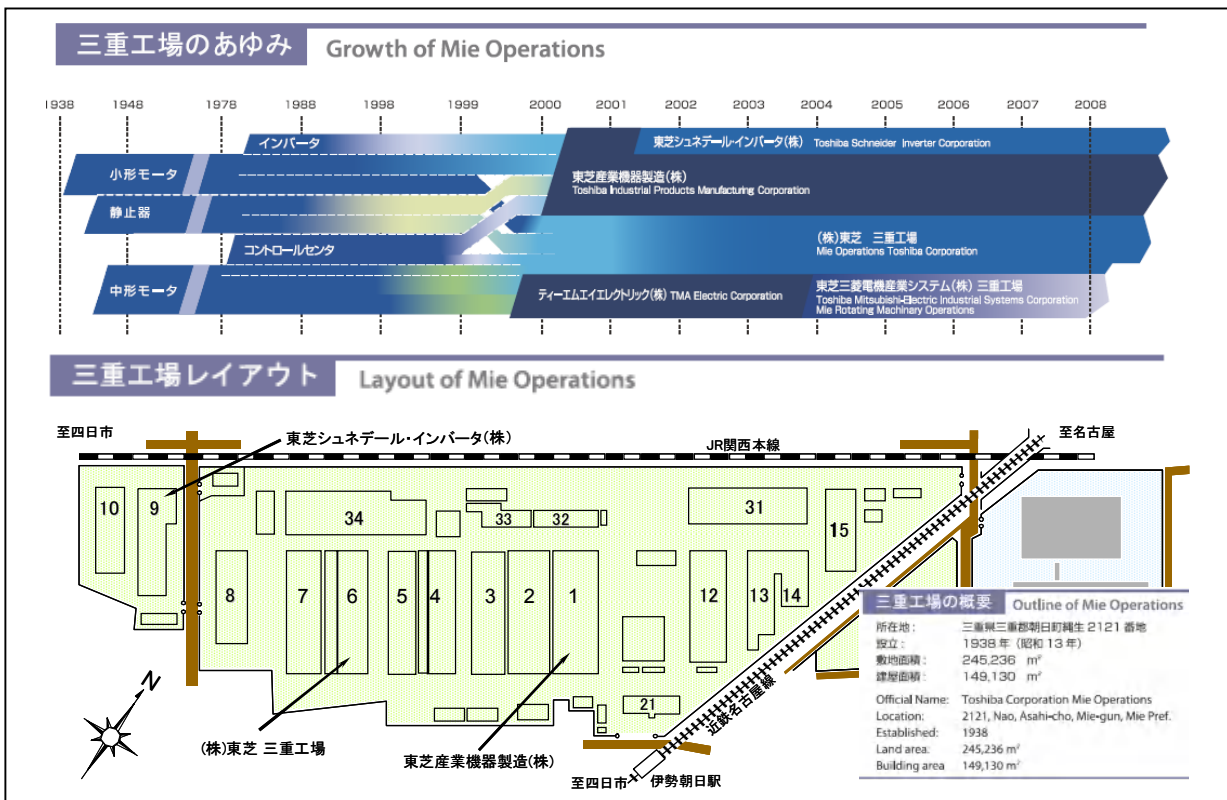 三重工場のあゆみ Growth of Mie Operations
1938 1948 1978 1988 1998 1999 2000 2001 2002 2003 2004 2005 2006 2007 2008
インバータ
東芝シュネデール・インバータ(株) Toshiba Schneider Inverter Corporation
小形モータ
東芝産業機器製造(株)
Toshiba Industrial Products Manufacturing Corporation
静止器
コントロールセンタ
(株)東芝 三重工場
Mie Operations Toshiba Corporation
中形モータ
ティーエムエイエレクトリック(株) TMA Electric Corporation
東芝三菱電機産業システム(株) 三重工場
Toshiba Mitsubishi-Electric Industrial Systems Corporation
Mie Rotating Machinary Operations
三重工場レイアウト Layout of Mie Operations
至四日市
東芝シュネデール・インバータ(株)
JR関西本線
至名古屋
10
9
34
33
32
31
15
8
7
6
5
4
3
2
1
12
13
14
21
N
近鉄名古屋線
(株)東芝 三重工場
東芝産業機器製造(株)
至四日市
伊勢朝日駅
三重工場の概要 Outline of Mie Operations
所在地: 三重県三重郡朝日町縄生2121番地
設立: 1938年(昭和13年)
敷地面積: 245,236 m²
建屋面積: 149,130 m²
Official Name: Toshiba Corporation Mie Operations
Location: 2121, Nao, Asahi-cho, Mie-gun, Mie Pref.
Established: 1938
Land area: 245,236 m²
Building area 149,130 m²